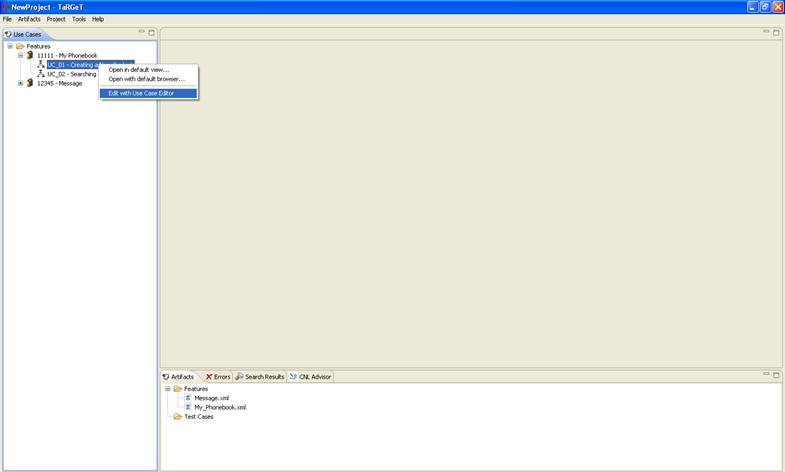 NewProject - TaRGeT
File Artifacts Project Tools Help
Use Cases
Features
11111 - My Phonebook
UC_01 - Creating a
Open in default view...
UC_02 - Searching
Open with default browser...
12345 - Message
Edit with Use Case Editor
Artifacts Errors Search Results CNL Advisor
Features
Message.xml
My_Phonebook.xml
Test Cases